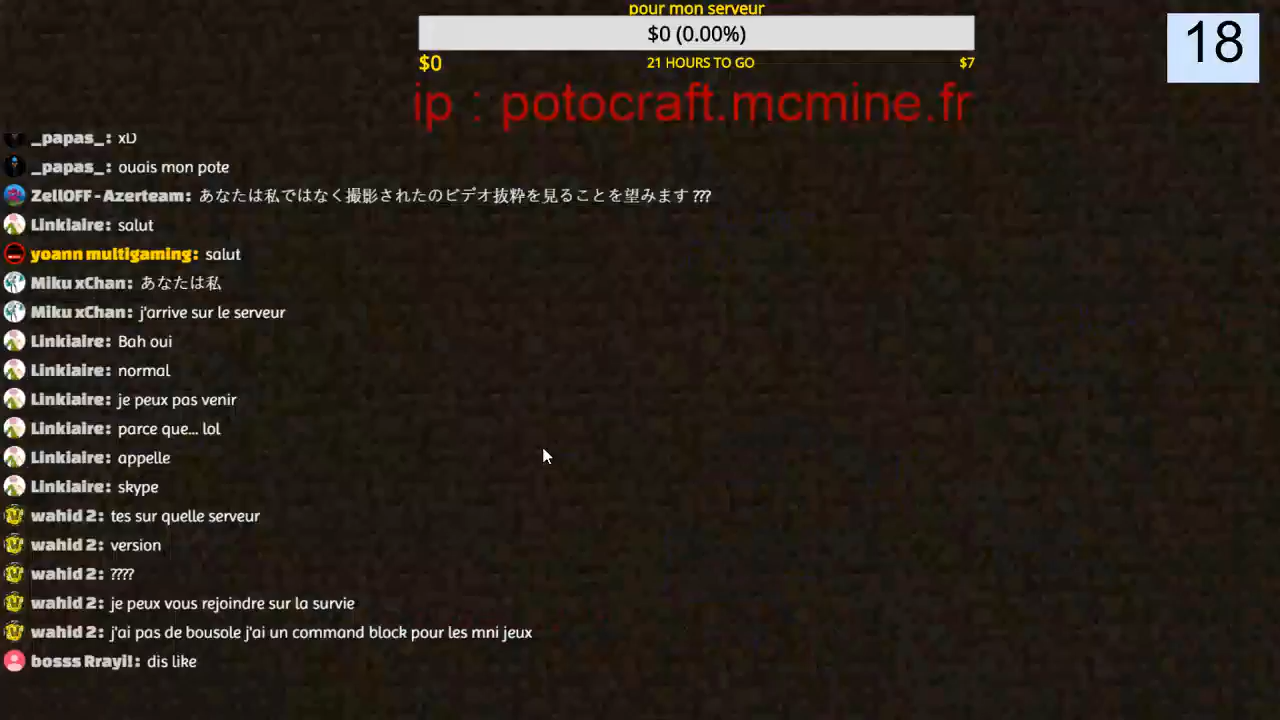 pour mon serveur
$0 (0.00%)
18
$0 21 HOURS TO GO $7
ip : potocraft.mcmine.fr
_papas_: xD
_papas_: ouais mon pote
ZellOFF - Azerteam: あなたは私ではなく撮影されたのビデオ抜粋を見ることを望みます ???
Linklaire: salut
yoann multigaming: salut
Miku xChan: あなたは私
Miku xChan: j'arrive sur le serveur
Linklaire: Bah oui
Linklaire: normal
Linklaire: je peux pas venir
Linklaire: parce que... lol
Linklaire: appelle
Linklaire: skype
wahid 2: tes sur quelle serveur
wahid 2: version
wahid 2: ????
wahid 2: je peux vous rejoindre sur la survie
wahid 2: j'ai pas de bousole j'ai un command block pour les mni jeux
bosss Rrayi!: dis like